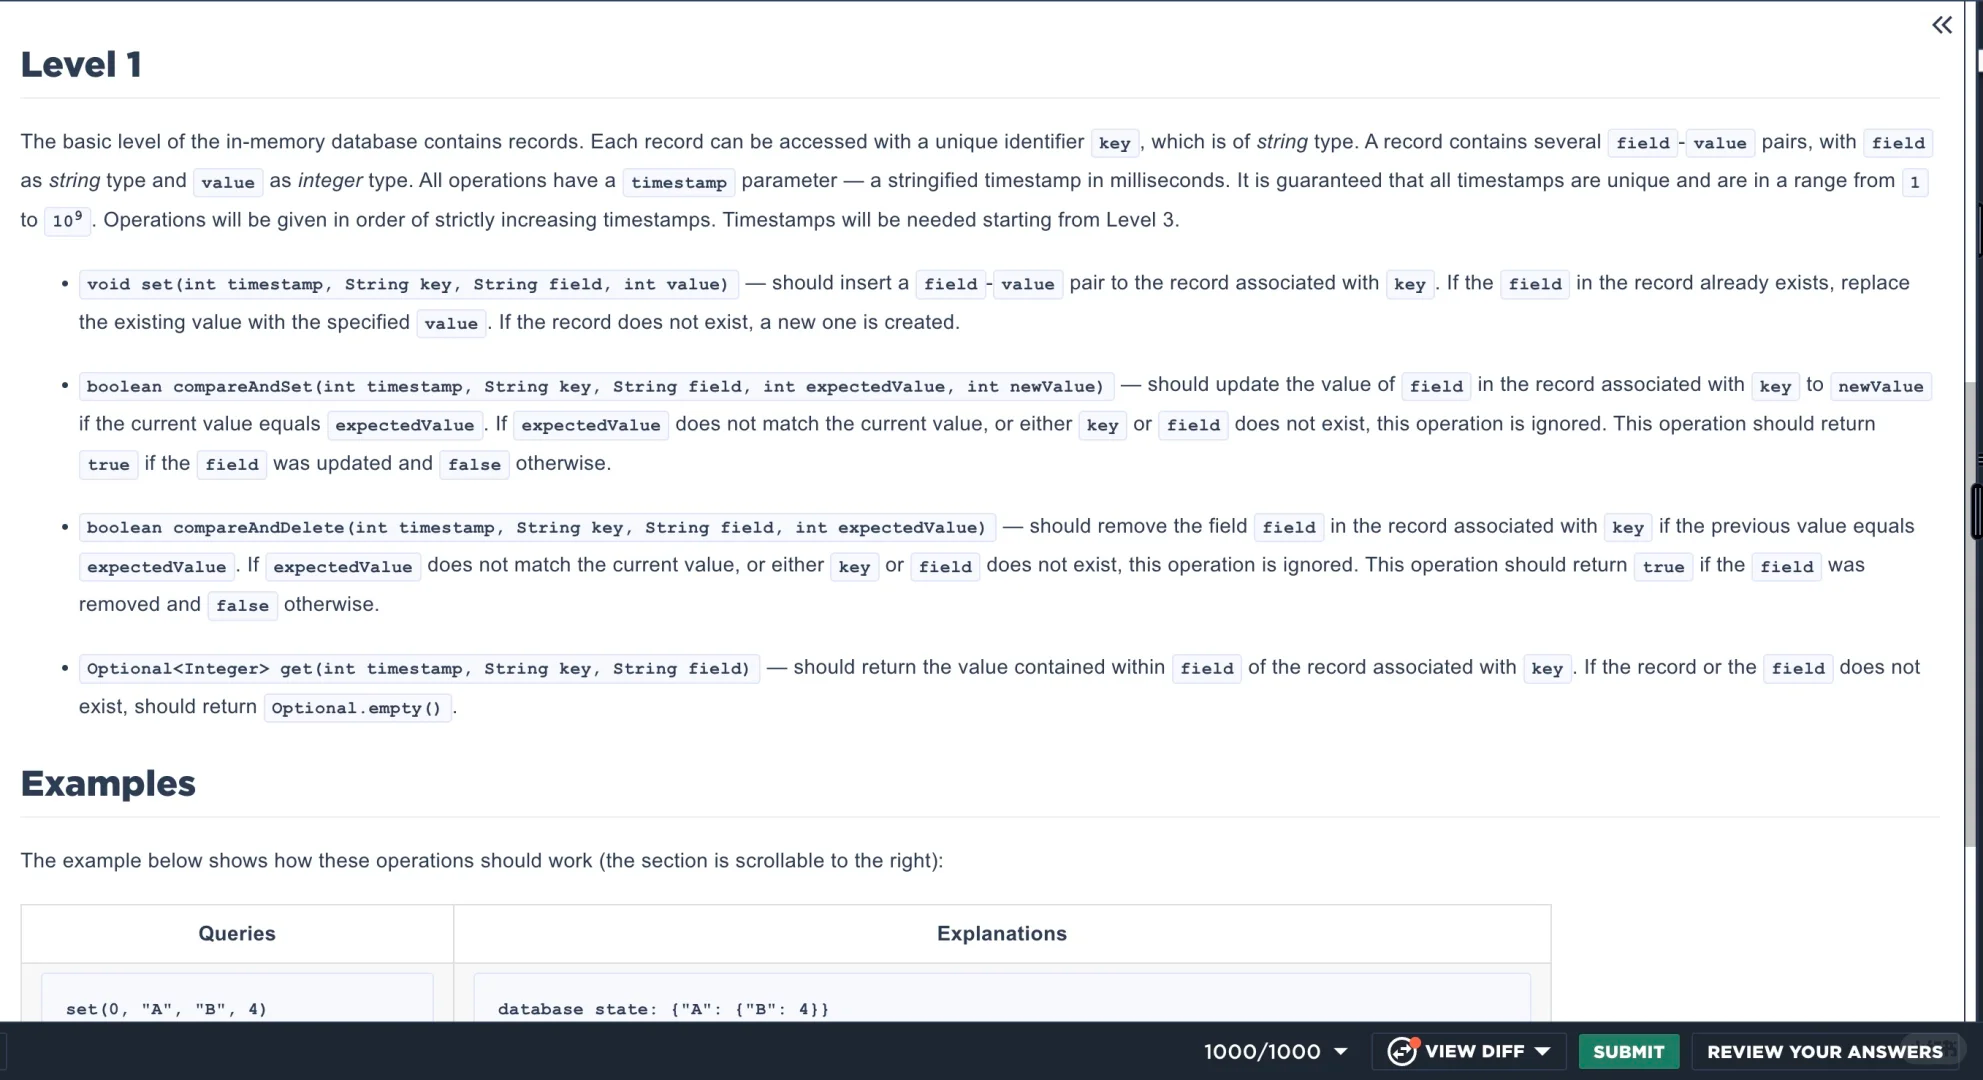 Level 1
The basic level of the in-memory database contains records. Each record can be accessed with a unique identifier key, which is of string type. A record contains several field-value pairs, with field
as string type and value as integer type. All operations have a timestamp parameter — a stringified timestamp in milliseconds. It is guaranteed that all timestamps are unique and are in a range from 1
to 10⁹. Operations will be given in order of strictly increasing timestamps. Timestamps will be needed starting from Level 3.
• void set(int timestamp, String key, String field, int value) — should insert a field-value pair to the record associated with key. If the field in the record already exists, replace
the existing value with the specified value. If the record does not exist, a new one is created.
• boolean compareAndSet(int timestamp, String key, String field, int expectedValue, int newValue) — should update the value of field in the record associated with key to newValue
if the current value equals expectedValue. If expectedValue does not match the current value, or either key or field does not exist, this operation is ignored. This operation should return
true if the field was updated and false otherwise.
• boolean compareAndDelete(int timestamp, String key, String field, int expectedValue) — should remove the field field in the record associated with key if the previous value equals
expectedValue. If expectedValue does not match the current value, or either key or field does not exist, this operation is ignored. This operation should return true if the field was
removed and false otherwise.
• Optional<Integer> get(int timestamp, String key, String field) — should return the value contained within field of the record associated with key. If the record or the field does not
exist, should return Optional.empty().
Examples
The example below shows how these operations should work (the section is scrollable to the right):
Queries Explanations
set(0, "A", "B", 4) database state: {"A": {"B": 4}}
1000/1000 VIEW DIFF SUBMIT REVIEW YOUR ANSWERS